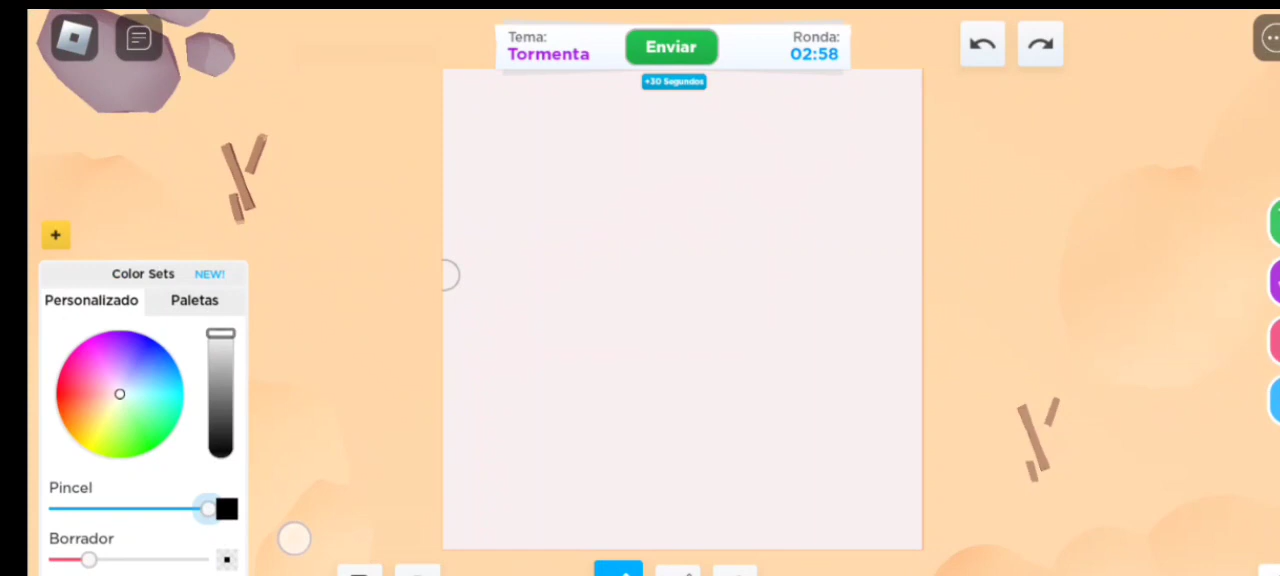 Tema:
Tormenta
Enviar
Ronda:
02:58
+30 Segundos
+
Color Sets NEW!
Personalizado
Paletas
Pincel
Borrador